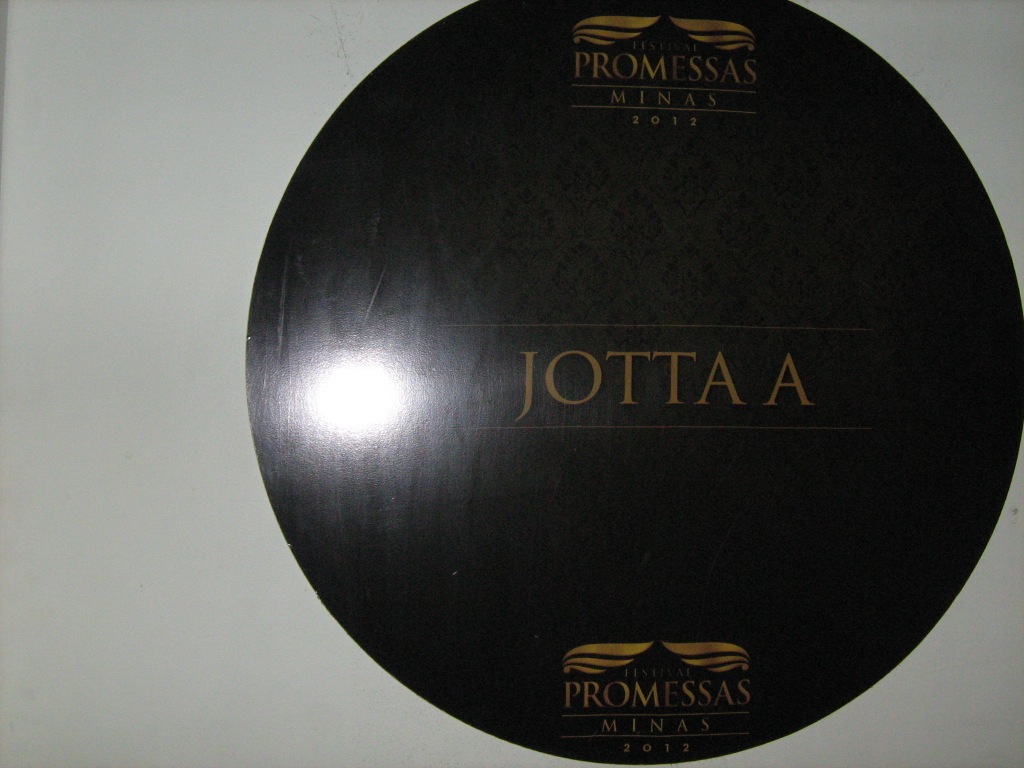 FESTIVAL
PROMESSAS
MINAS
2012
JOTTA A
FESTIVAL
PROMESSAS
MINAS
2012